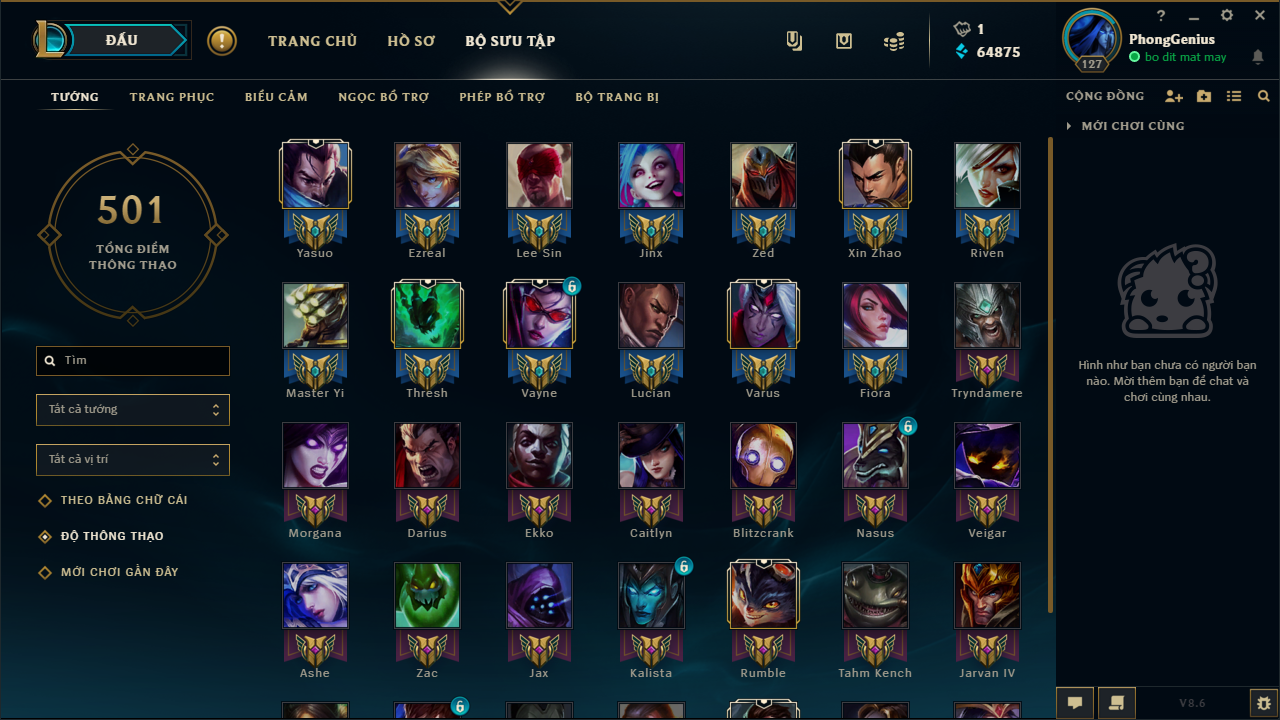 ĐẤU
TRANG CHỦ
HỒ SƠ
BỘ SƯU TẬP
1
64875
?
PhongGenius
bo dit mat may
127
TƯỚNG
TRANG PHỤC
BIỂU CẢM
NGỌC BỔ TRỢ
PHÉP BỔ TRỢ
BỘ TRANG BỊ
CỘNG ĐỒNG
MỚI CHƠI CÙNG
501
TỔNG ĐIỂM
THÔNG THẠO
Tìm
Tất cả tướng
Tất cả vị trí
THEO BẢNG CHỮ CÁI
ĐỘ THÔNG THẠO
MỚI CHƠI GẦN ĐÂY
Yasuo
Ezreal
Lee Sin
Jinx
Zed
Xin Zhao
Riven
6
Master Yi
Thresh
Vayne
Lucian
Varus
Fiora
Tryndamere
6
Morgana
Darius
Ekko
Caitlyn
Blitzcrank
Nasus
Veigar
6
Ashe
Zac
Jax
Kalista
Rumble
Tahm Kench
Jarvan IV
6
Hình như bạn chưa có người bạn
nào. Mời thêm bạn để chat và
chơi cùng nhau.
V8.6